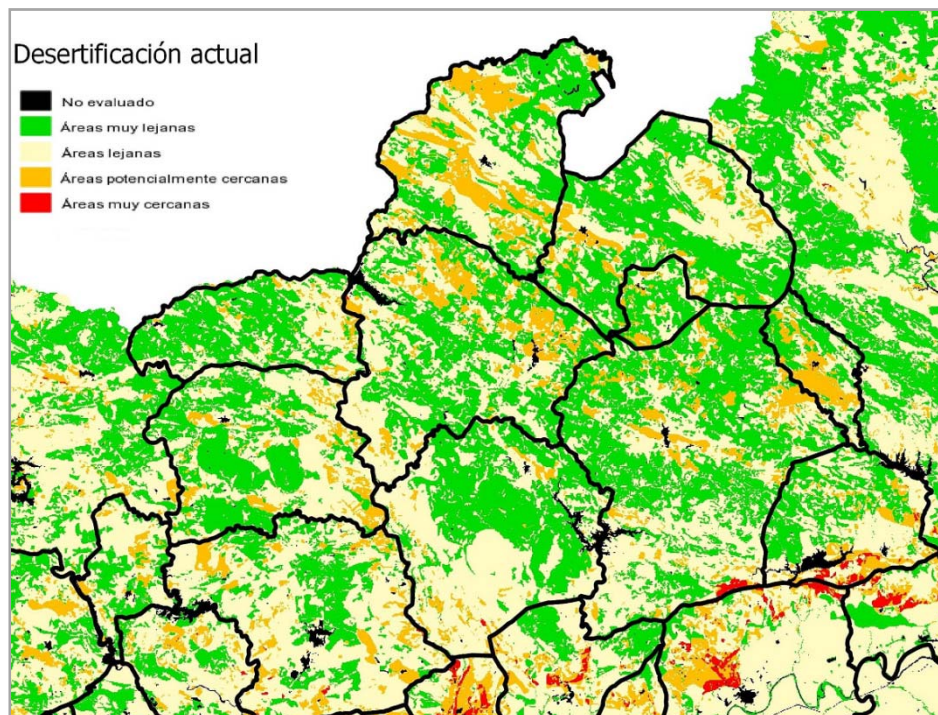 Desertificación actual
No evaluado
Áreas muy lejanas
Áreas lejanas
Áreas potencialmente cercanas
Áreas muy cercanas